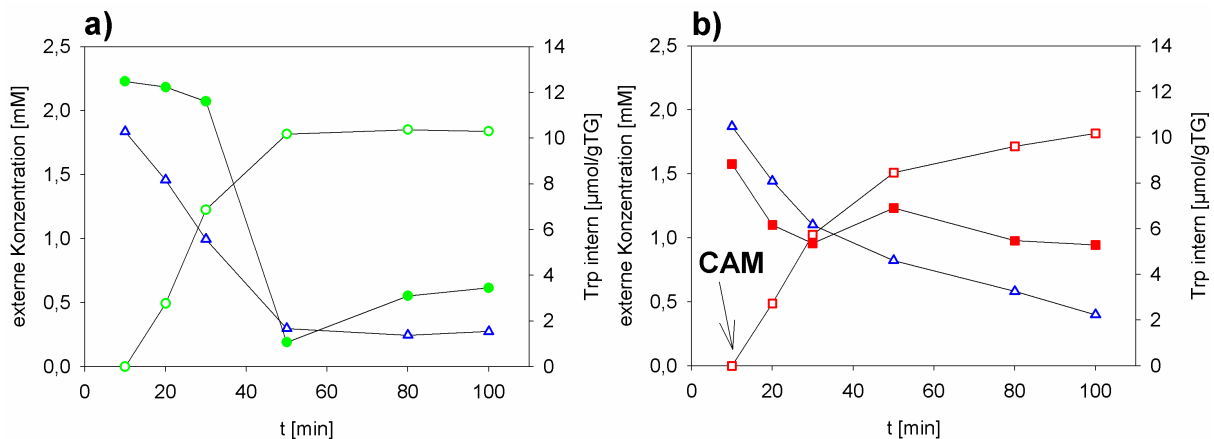 a)
externe Konzentration [mM]
2,5
2,0
1,5
1,0
0,5
0,0
0 20 40 60 80 100
t [min]
14
12
10
8
6
4
2
0
Trp intern [µmol/gTG]
b)
externe Konzentration [mM]
2,5
2,0
1,5
1,0
0,5
0,0
CAM
0 20 40 60 80 100
t [min]
14
12
10
8
6
4
2
0
Trp intern [µmol/gTG]